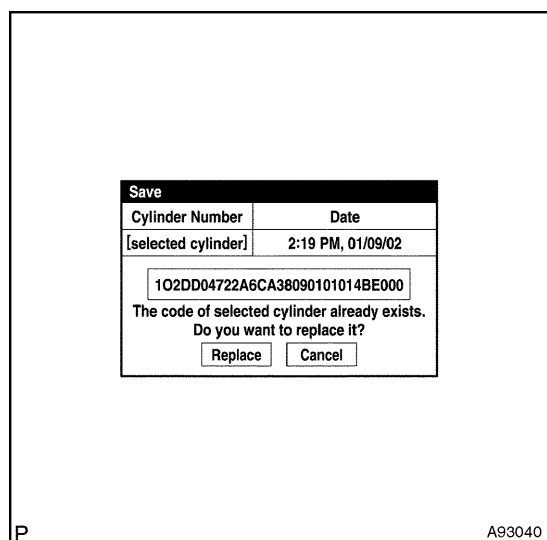 Save
Cylinder Number Date
[selected cylinder] 2:19 PM, 01/09/02
1O2DD04722A6CA38090101014BE000
The code of selected cylinder already exists.
Do you want to replace it?
Replace Cancel
P A93040